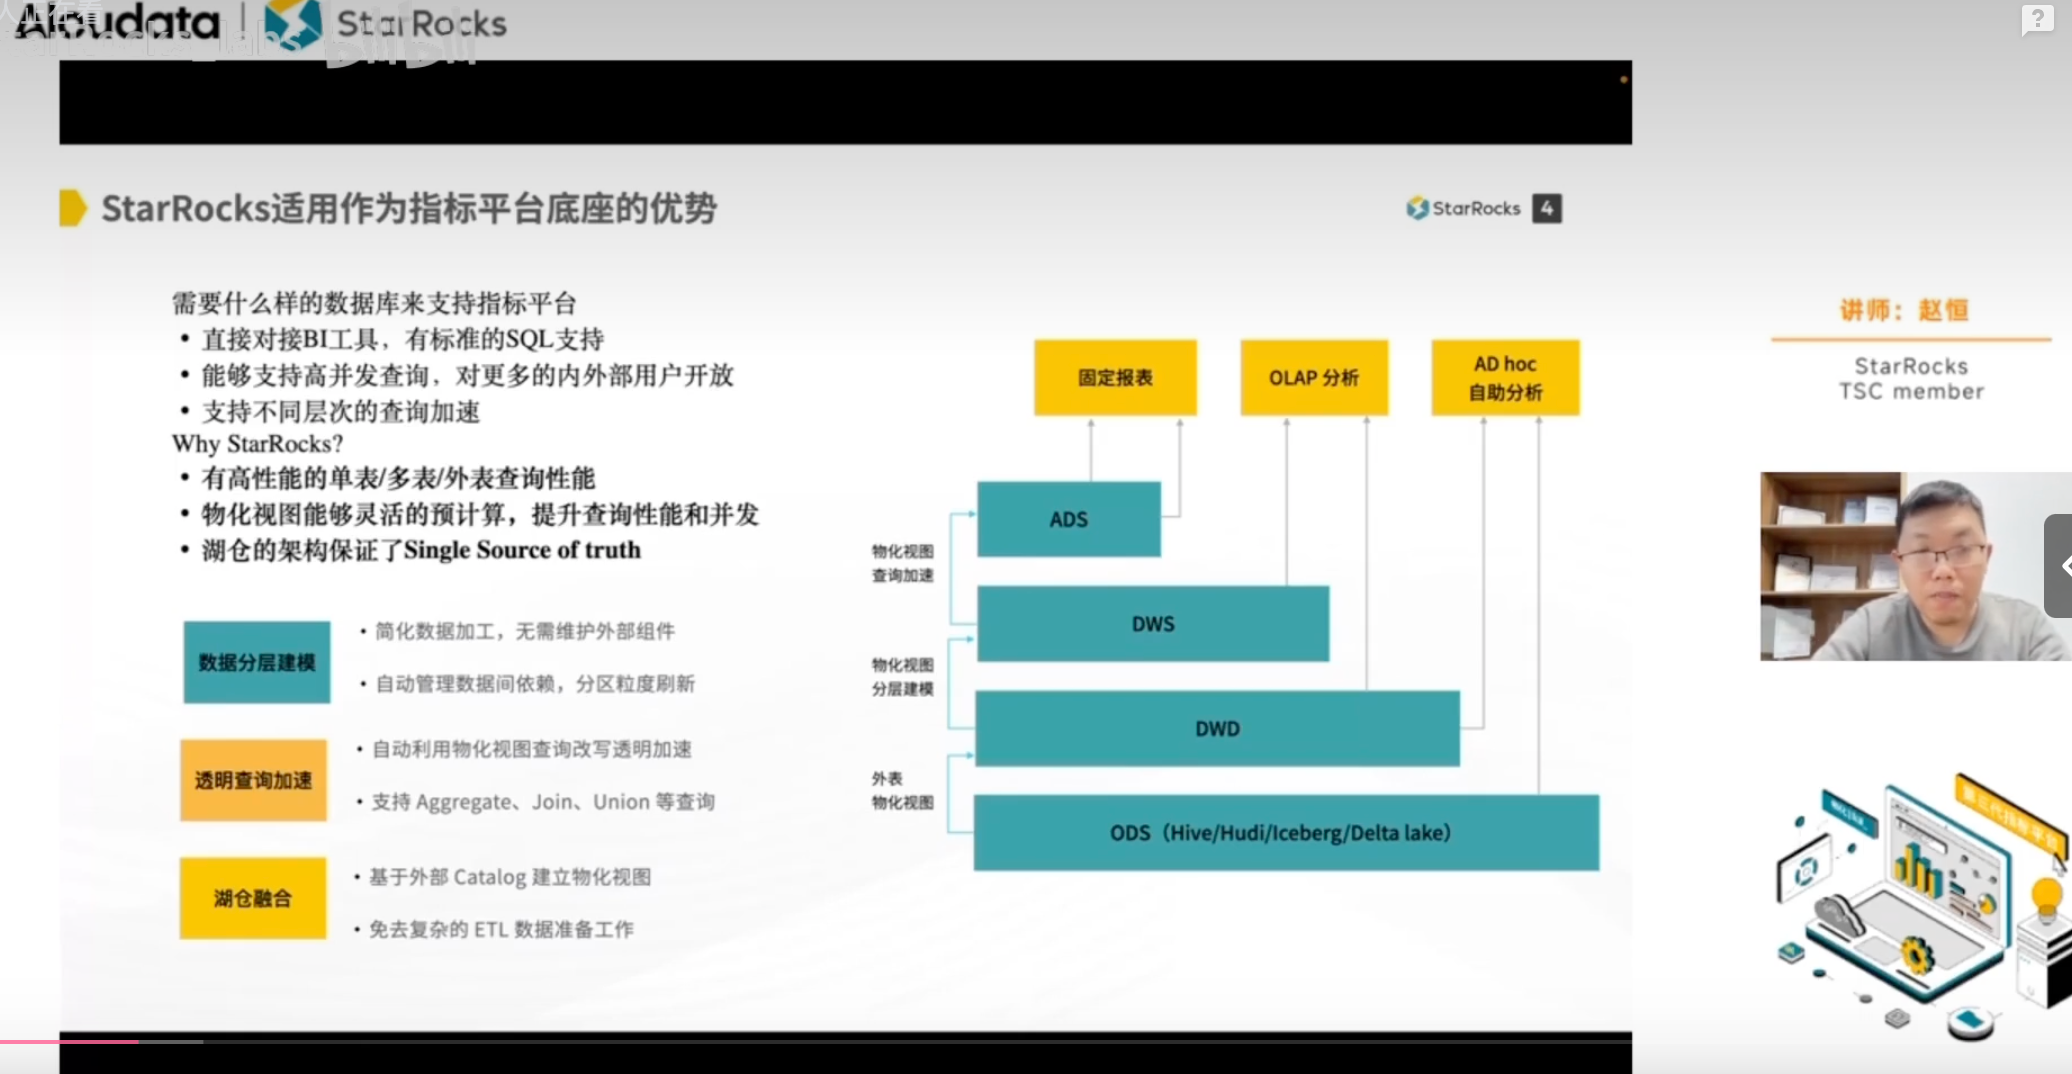 人正在看
Aloudata | StarRocks
StarRocks_labs bilibili
StarRocks适用作为指标平台底座的优势
StarRocks 4
需要什么样的数据库来支持指标平台
• 直接对接BI工具，有标准的SQL支持
• 能够支持高并发查询，对更多的内外部用户开放
• 支持不同层次的查询加速
Why StarRocks?
• 有高性能的单表/多表/外表查询性能
• 物化视图能够灵活的预计算，提升查询性能和并发
• 湖仓的架构保证了Single Source of truth
数据分层建模
• 简化数据加工，无需维护外部组件
• 自动管理数据间依赖，分区粒度刷新
透明查询加速
• 自动利用物化视图查询改写透明加速
• 支持 Aggregate、Join、Union 等查询
湖仓融合
• 基于外部 Catalog 建立物化视图
• 免去复杂的 ETL 数据准备工作
固定报表
OLAP 分析
AD hoc
自助分析
ADS
物化视图
查询加速
DWS
物化视图
分层建模
DWD
外表
物化视图
ODS（Hive/Hudi/Iceberg/Delta lake）
讲师：赵恒
StarRocks
TSC member
第三代指标平台